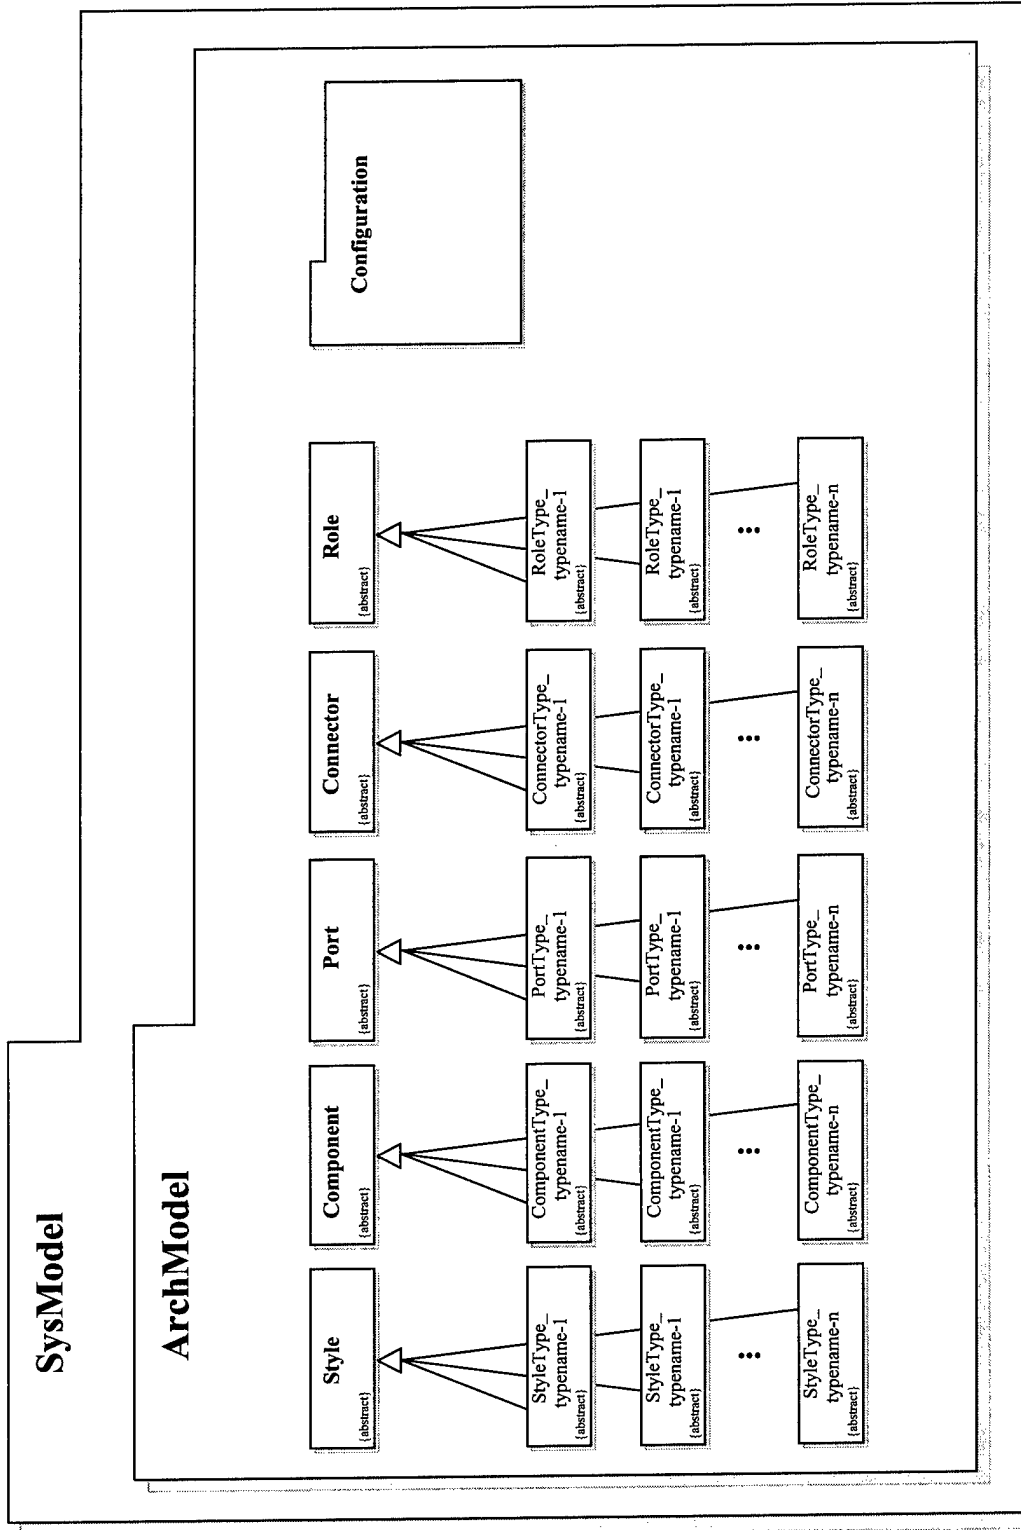 SysModel
ArchModel
Style
{abstract}
Component
{abstract}
Port
{abstract}
Connector
{abstract}
Role
{abstract}
Configuration
StyleType_
typename-1
{abstract}
ComponentType_
typename-1
{abstract}
PortType_
typename-1
{abstract}
ConnectorType_
typename-1
{abstract}
RoleType_
typename-1
{abstract}
StyleType_
typename-1
{abstract}
ComponentType_
typename-1
{abstract}
PortType_
typename-1
{abstract}
ConnectorType_
typename-1
{abstract}
RoleType_
typename-1
{abstract}
StyleType_
typename-n
{abstract}
ComponentType_
typename-n
{abstract}
PortType_
typename-n
{abstract}
ConnectorType_
typename-n
{abstract}
RoleType_
typename-n
{abstract}